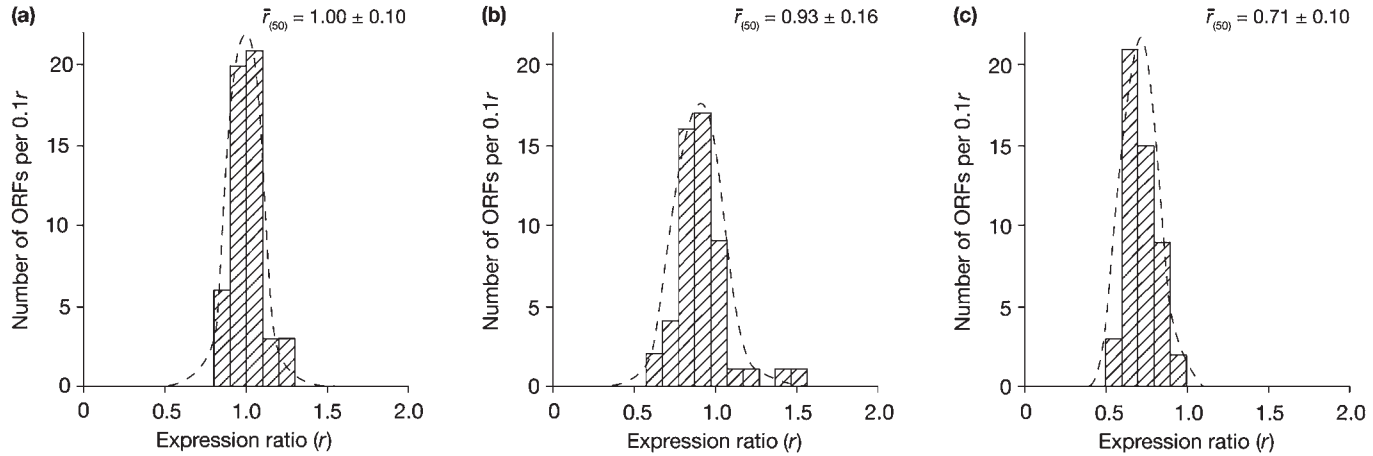 (a)
r̄(50) = 1.00 ± 0.10
Number of ORFs per 0.1r
20
15
10
5
0
0 0.5 1.0 1.5 2.0
Expression ratio (r)
(b)
r̄(50) = 0.93 ± 0.16
Number of ORFs per 0.1r
20
15
10
5
0
0 0.5 1.0 1.5 2.0
Expression ratio (r)
(c)
r̄(50) = 0.71 ± 0.10
Number of ORFs per 0.1r
20
15
10
5
0
0 0.5 1.0 1.5 2.0
Expression ratio (r)